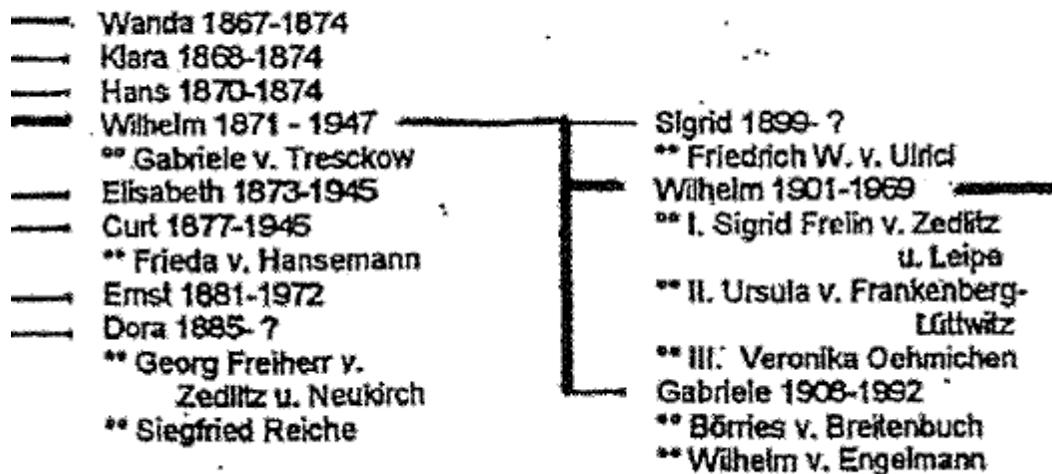 Wanda 1867-1874
Klara 1868-1874
Hans 1870-1874
Wilhelm 1871 - 1947
°° Gabriele v. Tresckow
Elisabeth 1873-1945
Curt 1877-1945
°° Frieda v. Hansemann
Ernst 1881-1972
Dora 1885- ?
°° Georg Freiherr v.
Zedlitz u. Neukirch
°° Siegfried Reiche
Sigrid 1899- ?
°° Friedrich W. v. Ulrici
Wilhelm 1901-1969
°° I. Sigrid Freiin v. Zedlitz
u. Leipe
°° II. Ursula v. Frankenberg-
Lüttwitz
°° III. Veronika Oehmichen
Gabriele 1908-1992
°° Börries v. Breitenbuch
°° Wilhelm v. Engelmann